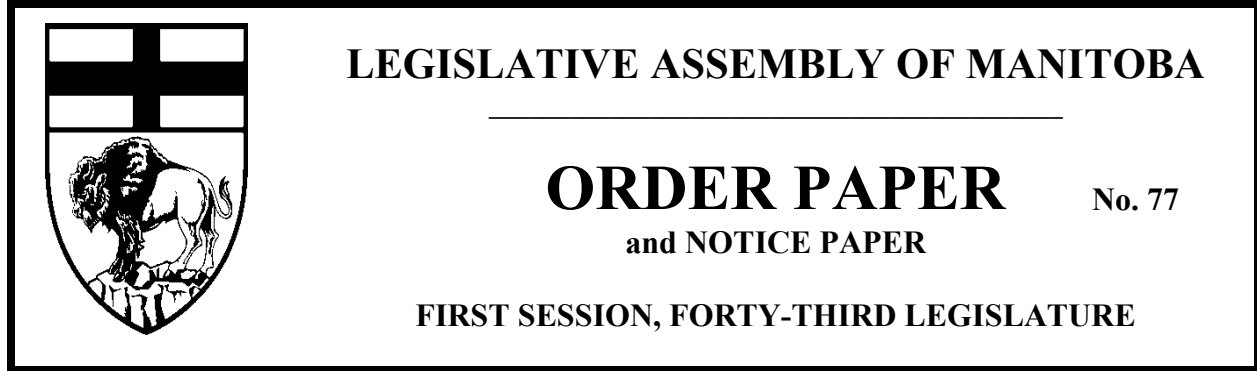 LEGISLATIVE ASSEMBLY OF MANITOBA
ORDER PAPER No. 77
and NOTICE PAPER
FIRST SESSION, FORTY-THIRD LEGISLATURE